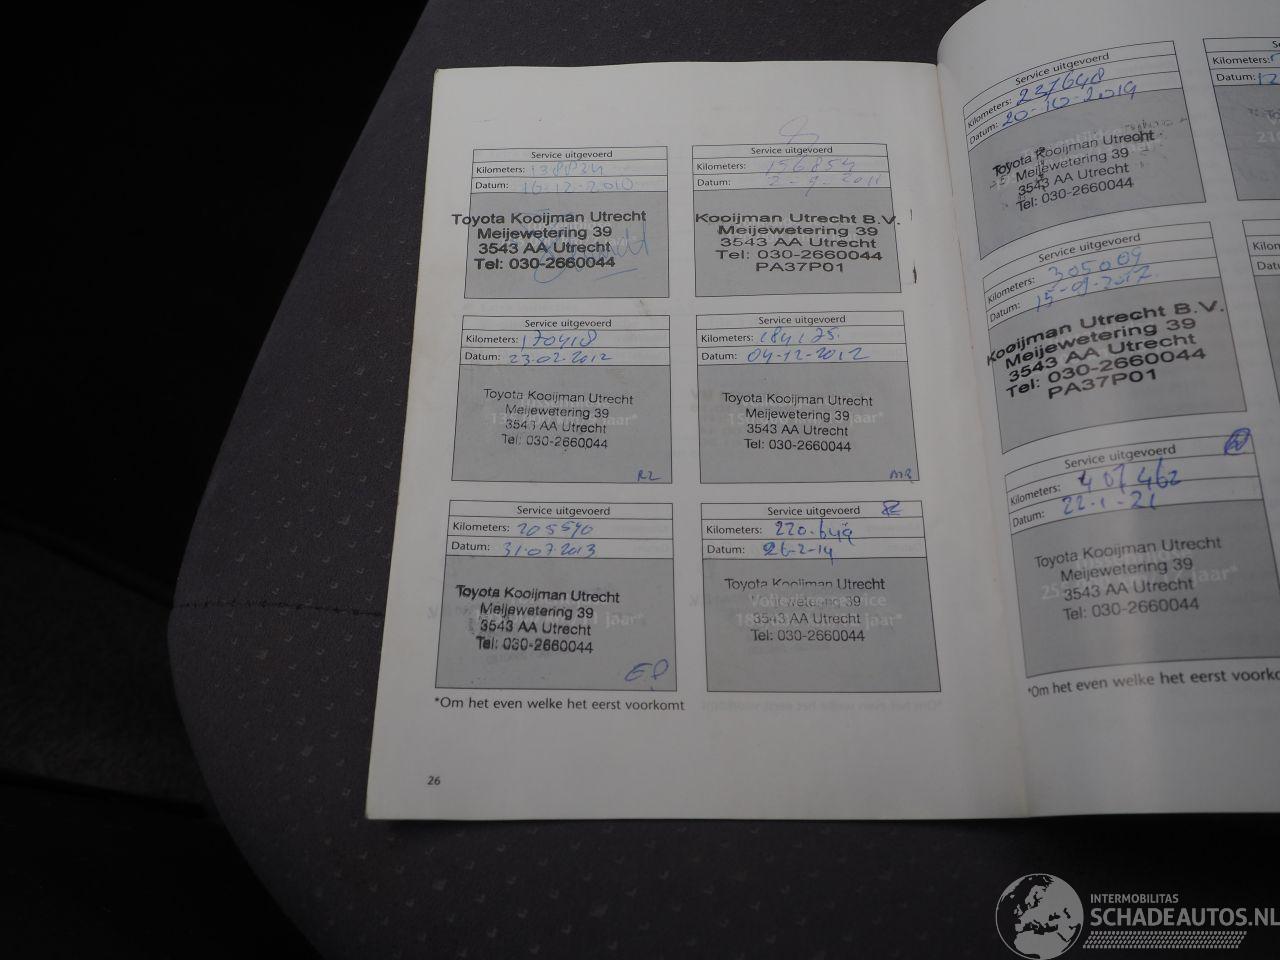 Service uitgevoerd
Kilometers: 138824
Datum: 16-12-2010
Toyota Kooijman Utrecht
Meijewetering 39
3543 AA Utrecht
Tel: 030-2660044
Service uitgevoerd
Kilometers: 156854
Datum: 2-9-2011
Kooijman Utrecht B.V.
Meijewetering 39
3543 AA Utrecht
Tel: 030-2660044
PA37P01
Service uitgevoerd
Kilometers: 170418
Datum: 23-02-2012
Toyota Kooijman Utrecht
Meijewetering 39
3543 AA Utrecht
Tel: 030-2660044
RZ
Service uitgevoerd
Kilometers: 184175
Datum: 04-12-2012
Toyota Kooijman Utrecht
Meijewetering 39
3543 AA Utrecht
Tel: 030-2660044
MR
Service uitgevoerd
Kilometers: 205590
Datum: 31-07-2013
Toyota Kooijman Utrecht
Meijewetering 39
3543 AA Utrecht
Tel: 030-2660044
Service uitgevoerd
Kilometers: 220.649
Datum: 26-2-14
Toyota Kooijman Utrecht
Meijewetering 39
3543 AA Utrecht
Tel: 030-2660044
*Om het even welke het eerst voorkomt
26
Service uitgevoerd
Kilometers: 227648
Datum: 20-10-2019
Toyota Kooijman Utrecht
Meijewetering 39
3543 AA Utrecht
Tel: 030-2660044
Service uitgevoerd
Kilometers: 305009
Datum: 15-09-2017
Kooijman Utrecht B.V.
Meijewetering 39
3543 AA Utrecht
Tel: 030-2660044
PA37P01
Service uitgevoerd
Kilometers: 407462
Datum: 22-1-21
Toyota Kooijman Utrecht
Meijewetering 39
3543 AA Utrecht
Tel: 030-2660044
*Om het even welke het eerst
Kilometers:
Datum:
INTERMOBILITAS
SCHADEAUTOS.NL